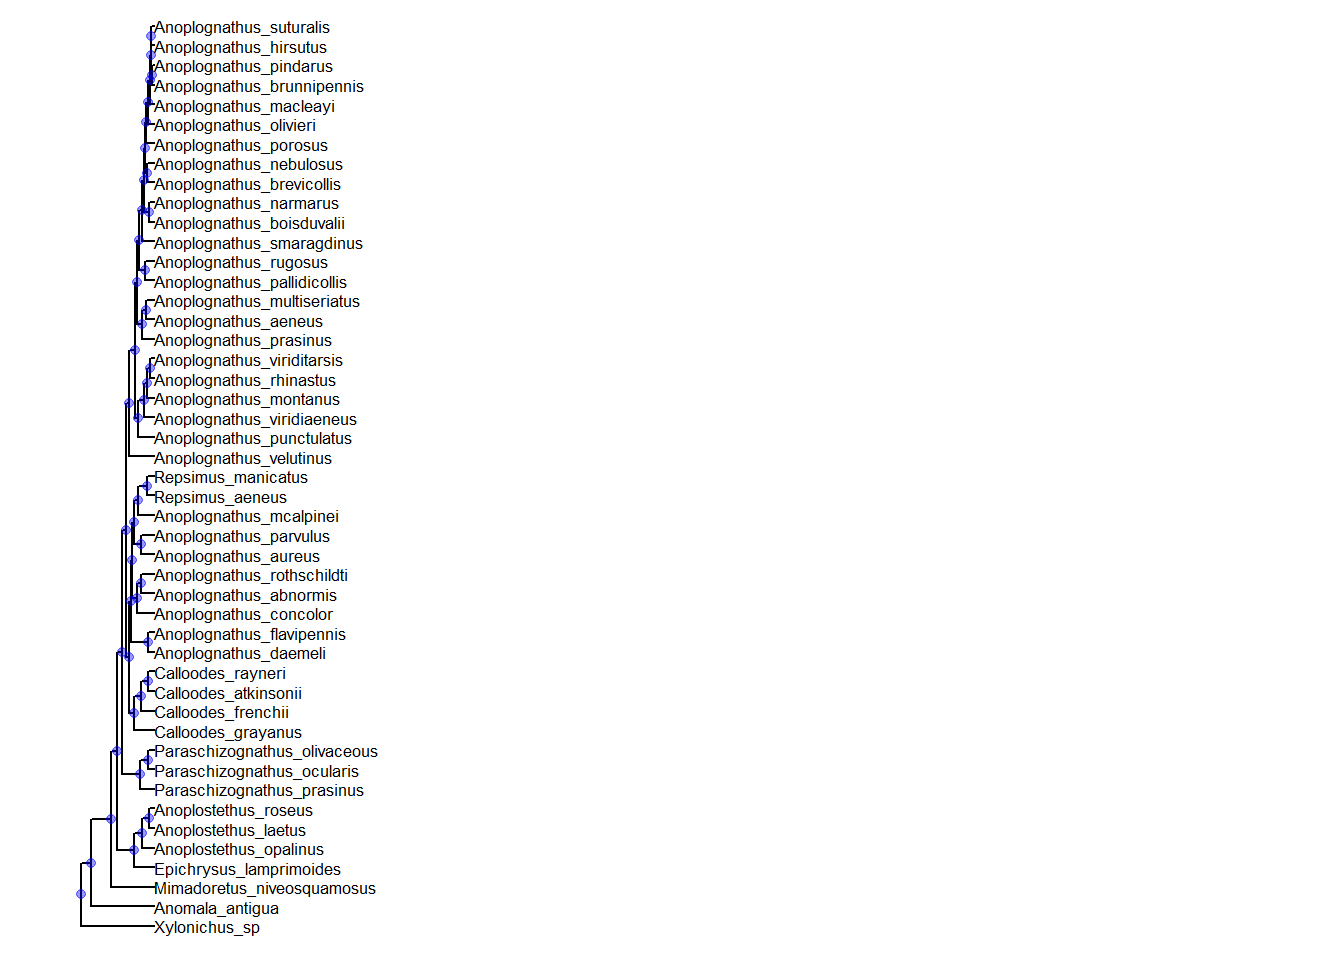 Anoplognathus_suturalis
Anoplognathus_hirsutus
Anoplognathus_pindarus
Anoplognathus_brunnipennis
Anoplognathus_macleayi
Anoplognathus_olivieri
Anoplognathus_porosus
Anoplognathus_nebulosus
Anoplognathus_brevicollis
Anoplognathus_narmarus
Anoplognathus_boisduvalii
Anoplognathus_smaragdinus
Anoplognathus_rugosus
Anoplognathus_pallidicollis
Anoplognathus_multiseriatus
Anoplognathus_aeneus
Anoplognathus_prasinus
Anoplognathus_viriditarsis
Anoplognathus_rhinastus
Anoplognathus_montanus
Anoplognathus_viridiaeneus
Anoplognathus_punctulatus
Anoplognathus_velutinus
Repsimus_manicatus
Repsimus_aeneus
Anoplognathus_mcalpinei
Anoplognathus_parvulus
Anoplognathus_aureus
Anoplognathus_rothschildti
Anoplognathus_abnormis
Anoplognathus_concolor
Anoplognathus_flavipennis
Anoplognathus_daemeli
Calloodes_rayneri
Calloodes_atkinsonii
Calloodes_frenchii
Calloodes_grayanus
Paraschizognathus_olivaceous
Paraschizognathus_ocularis
Paraschizognathus_prasinus
Anoplostethus_roseus
Anoplostethus_laetus
Anoplostethus_opalinus
Epichrysus_lamprimoides
Mimadoretus_niveosquamosus
Anomala_antigua
Xylonichus_sp